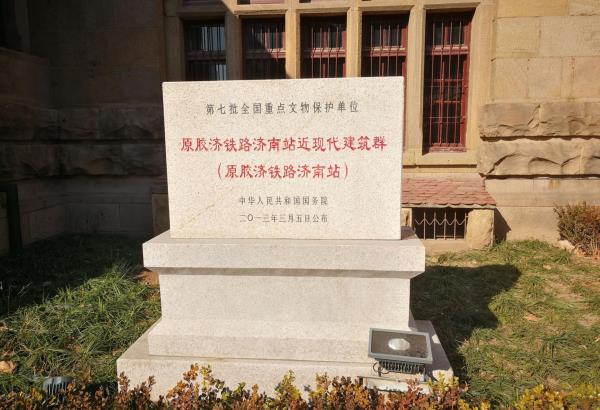 第七批全国重点文物保护单位
原胶济铁路济南站近现代建筑群
（原胶济铁路济南站）
中华人民共和国国务院
二〇一三年三月五日公布